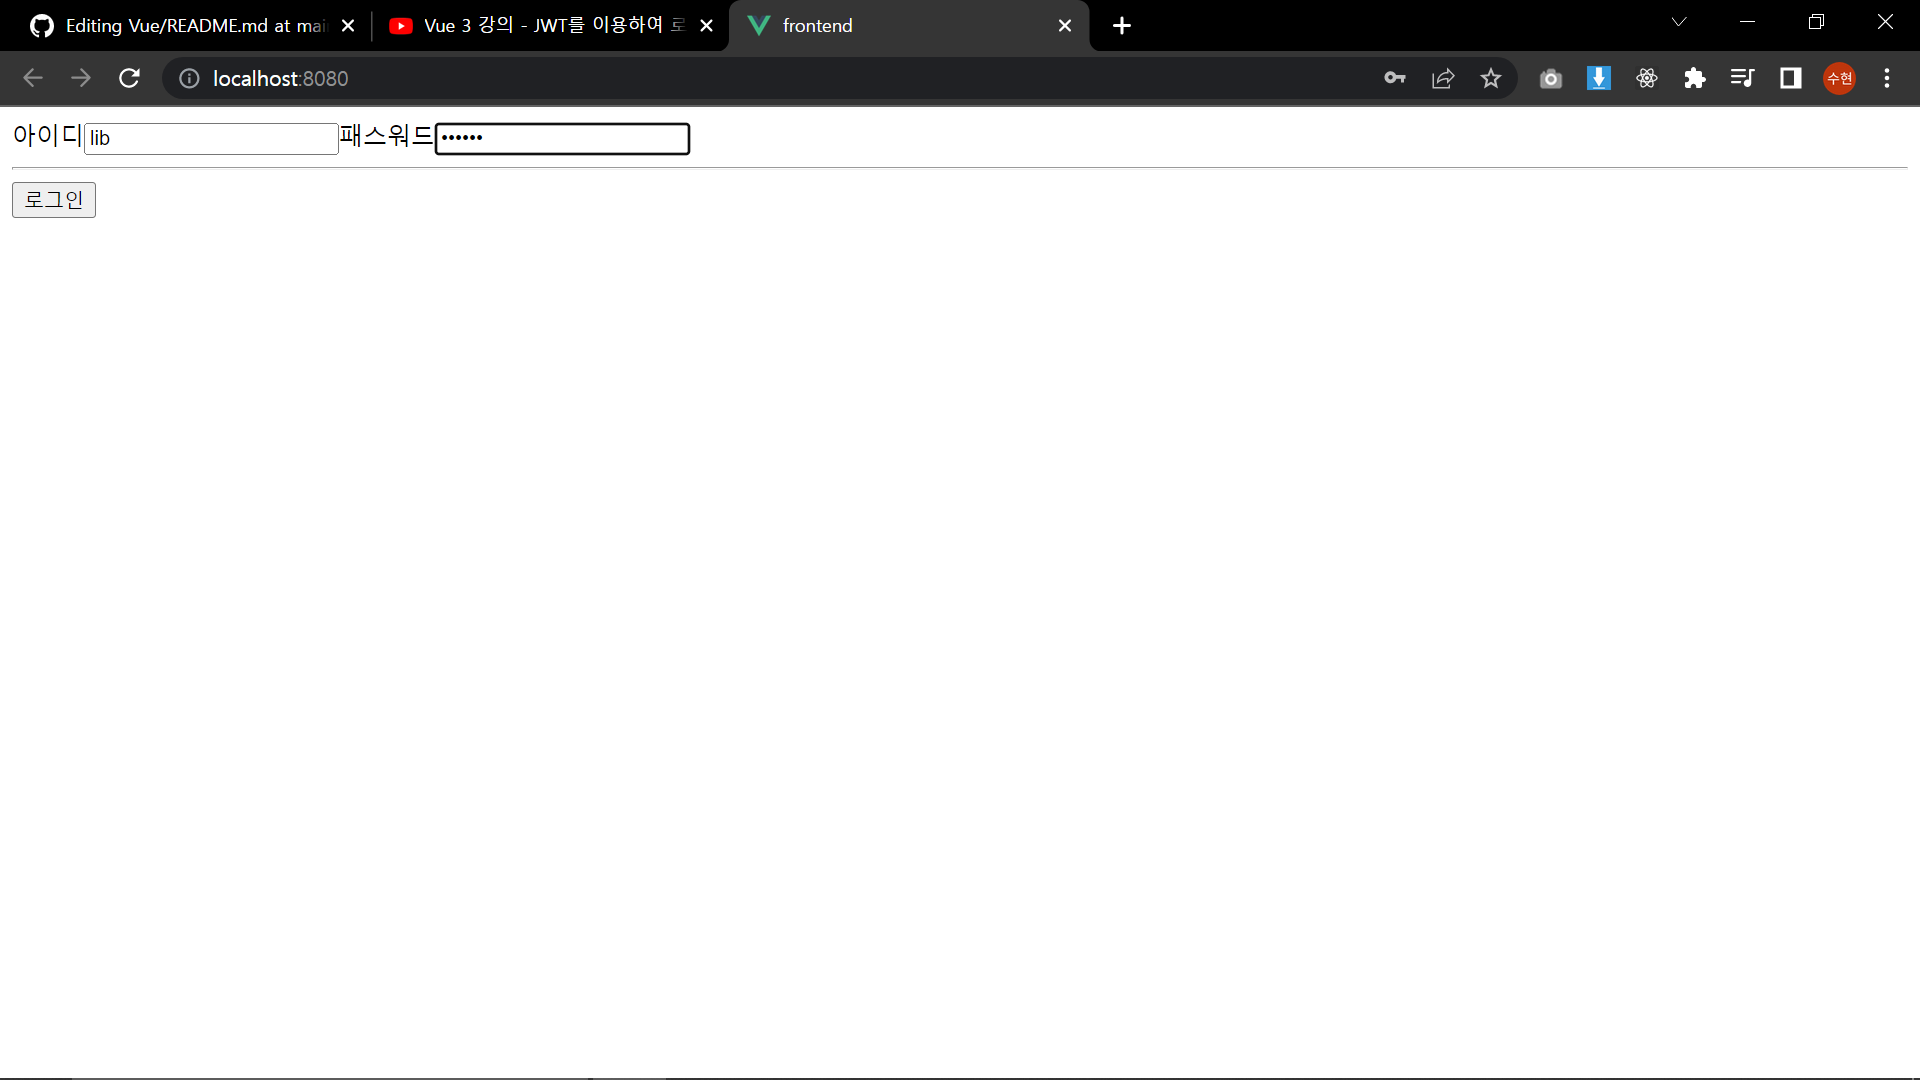 Editing Vue/README.md at mai
Vue 3 강의 - JWT를 이용하여 로
frontend
localhost:8080
수현
아이디 lib 패스워드 ••••••
로그인